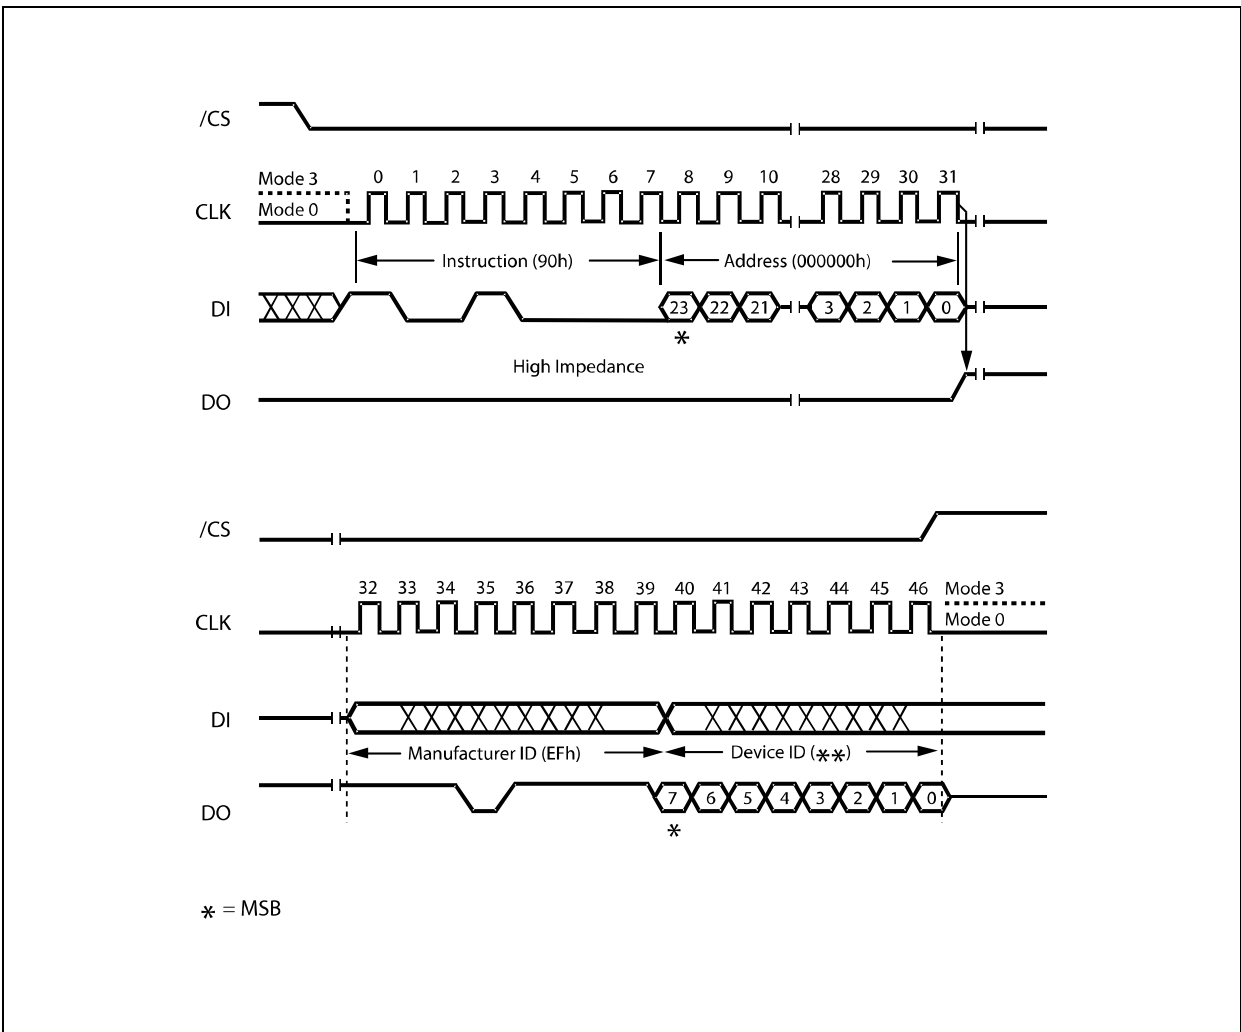 /CS
0 1 2 3 4 5 6 7 8 9 10 28 29 30 31
Mode 3
CLK
Mode 0
Instruction (90h) Address (000000h)
DI
23 22 21 3 2 1 0
*
High Impedance
DO
/CS
32 33 34 35 36 37 38 39 40 41 42 43 44 45 46
Mode 3
CLK
Mode 0
DI
Manufacturer ID (EFh) Device ID (**)
DO
7 6 5 4 3 2 1 0
*
* = MSB